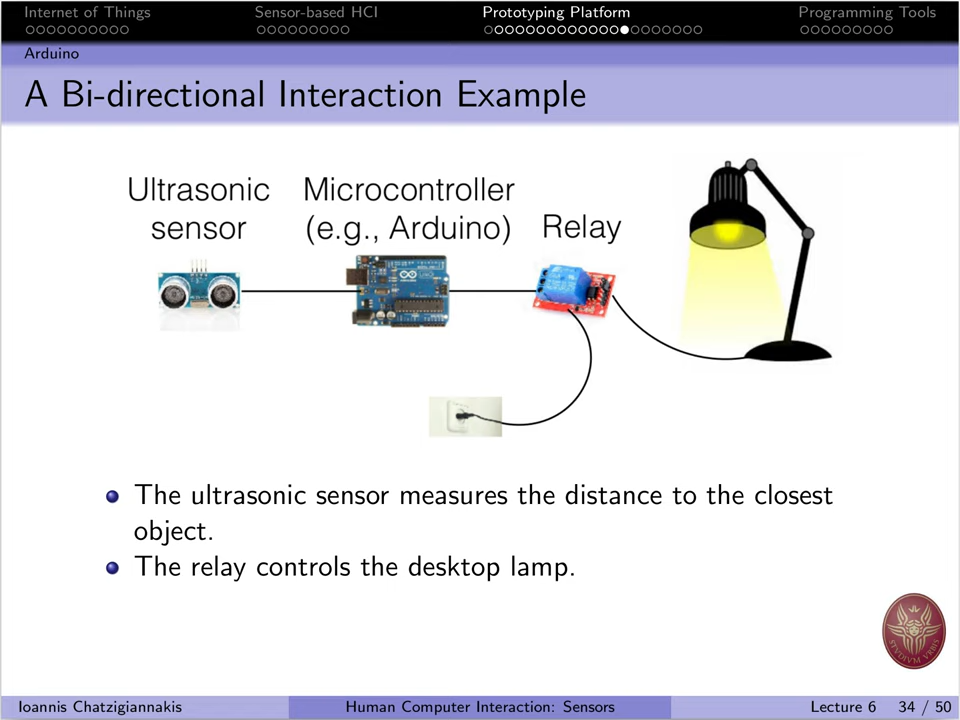 Internet of Things Sensor-based HCI Prototyping Platform Programming Tools
Arduino
A Bi-directional Interaction Example
Ultrasonic
sensor
Microcontroller
(e.g., Arduino)
Relay
The ultrasonic sensor measures the distance to the closest
object.
The relay controls the desktop lamp.
STVDIVM VRBIS
Ioannis Chatzigiannakis Human Computer Interaction: Sensors Lecture 6 34 / 50